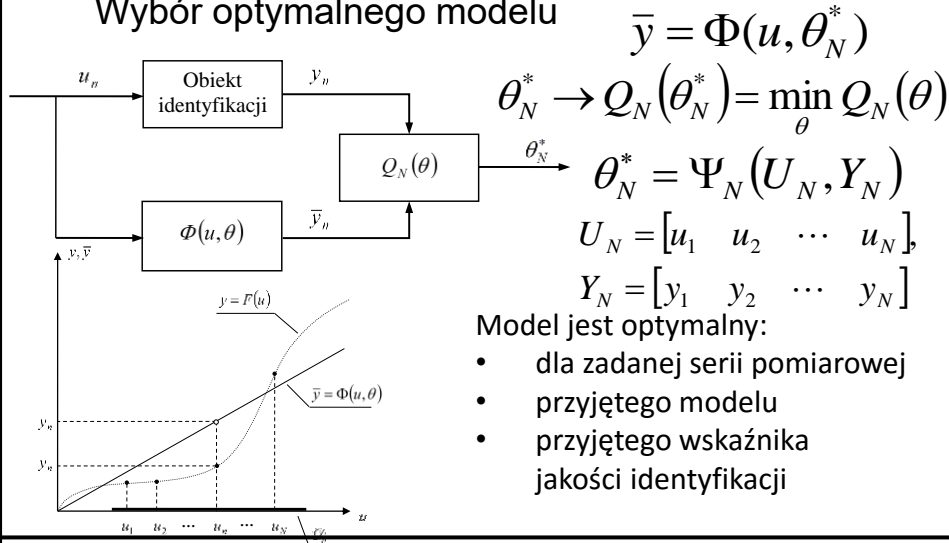 Wybór optymalnego modelu
u_n
Obiekt
identyfikacji
y_n
Q_N(θ)
θ*_N
Φ(u,θ)
ȳ_n
ȳ = Φ(u, θ*_N)
θ*_N → Q_N(θ*_N) = min Q_N(θ)
θ
θ*_N = Ψ_N(U_N, Y_N)
U_N = [u_1 u_2 ⋯ u_N],
Y_N = [y_1 y_2 ⋯ y_N]
y, ȳ
y = F(u)
ȳ = Φ(u,θ)
y_n
y_n
u_1 u_2 ⋯ u_n ⋯ u_N
u
Model jest optymalny:
• dla zadanej serii pomiarowej
• przyjętego modelu
• przyjętego wskaźnika
jakości identyfikacji